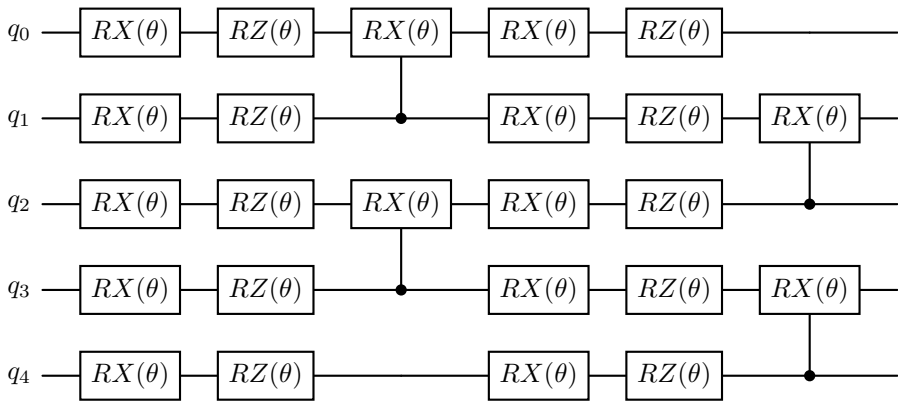 q₀ RX(θ) RZ(θ) RX(θ) RX(θ) RZ(θ)
q₁ RX(θ) RZ(θ) RX(θ) RZ(θ) RX(θ)
q₂ RX(θ) RZ(θ) RX(θ) RX(θ) RZ(θ)
q₃ RX(θ) RZ(θ) RX(θ) RZ(θ) RX(θ)
q₄ RX(θ) RZ(θ) RX(θ) RZ(θ)